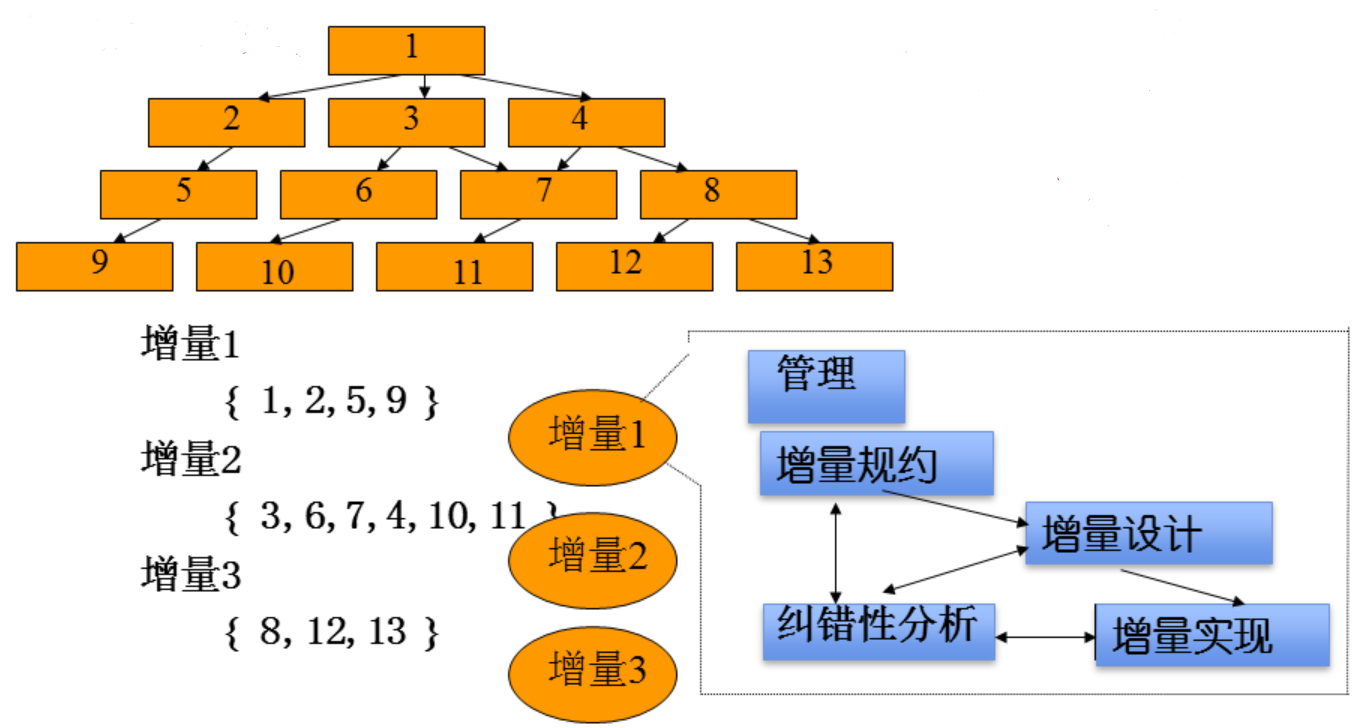 1
2 3 4
5 6 7 8
9 10 11 12 13
增量1
{ 1,2,5,9 }
增量2
{ 3,6,7,4,10,11 }
增量3
{ 8,12,13 }
增量1
增量2
增量3
管理
增量规约
增量设计
纠错性分析
增量实现